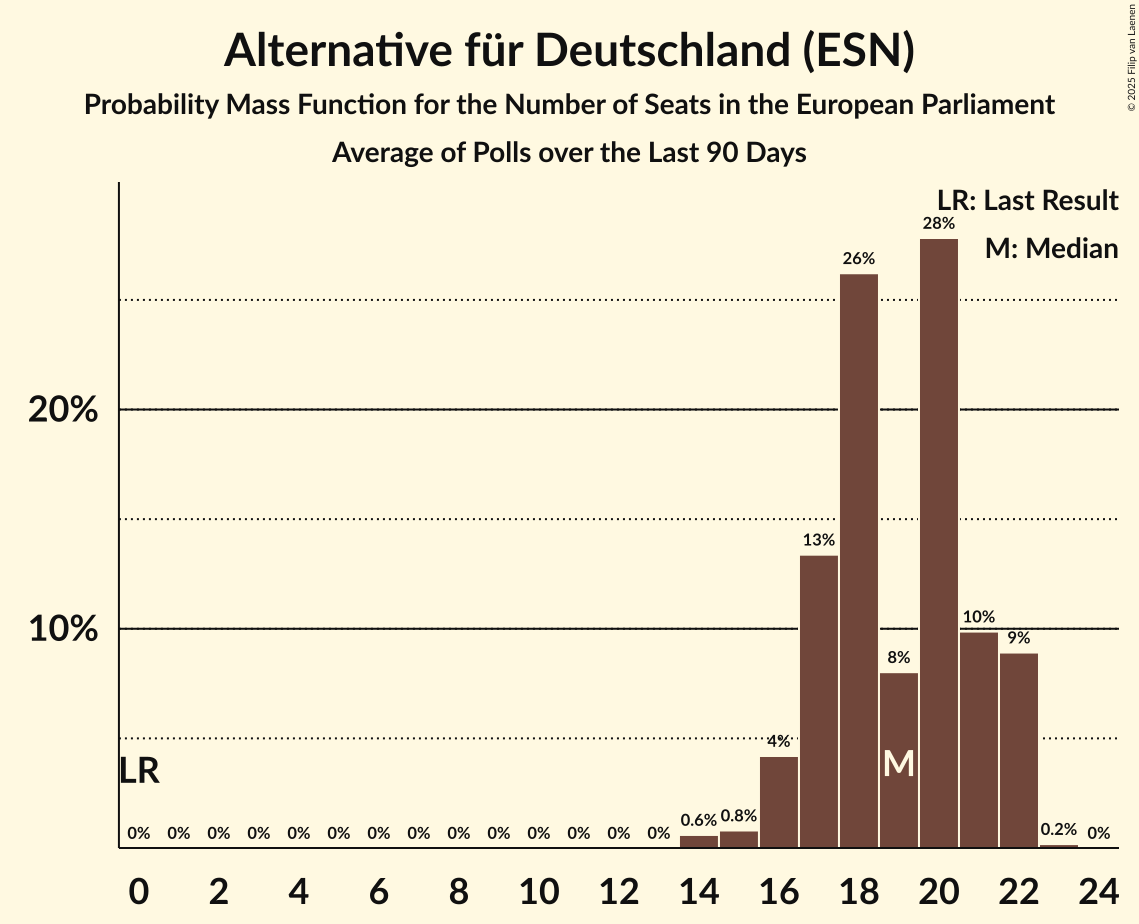 © 2025 Filip van Laenen
Alternative für Deutschland (ESN)
Probability Mass Function for the Number of Seats in the European Parliament
Average of Polls over the Last 90 Days
LR: Last Result
M: Median
28%
26%
20%
13%
10%
10%
9%
8%
4%
LR
M
0% 0% 0% 0% 0% 0% 0% 0% 0% 0% 0% 0% 0% 0% 0.6% 0.8% 0.2% 0%
0 2 4 6 8 10 12 14 16 18 20 22 24